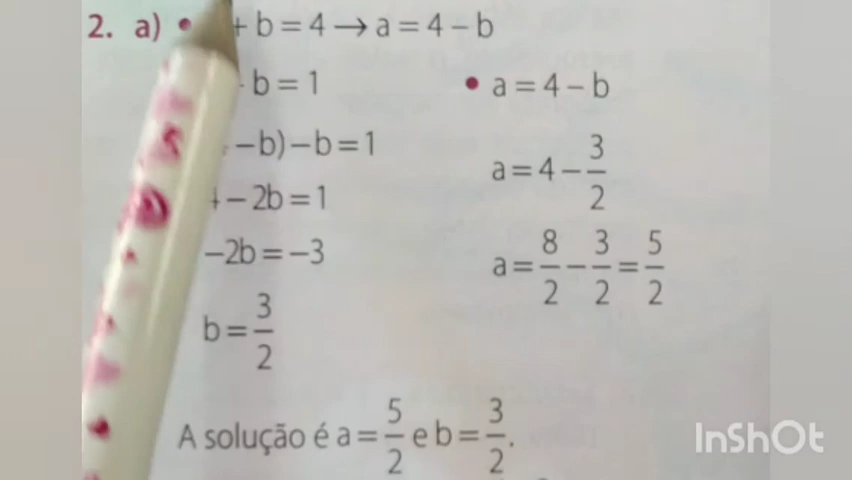 2. a) • + b = 4 → a = 4 − b
b = 1
−b) − b = 1
− 2b = 1
−2b = −3
b = 3/2
• a = 4 − b
a = 4 − 3/2
a = 8/2 − 3/2 = 5/2
A solução é a = 5/2 e b = 3/2.
InShOt